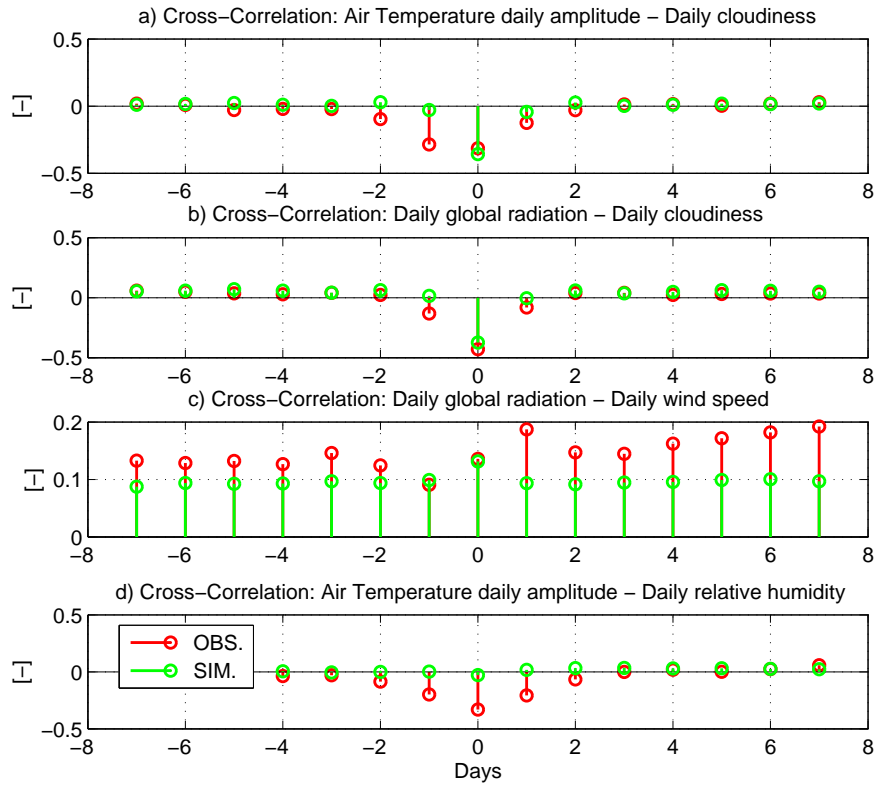 a) Cross−Correlation: Air Temperature daily amplitude − Daily cloudiness
0.5
0
−0.5
[−]
−8 −6 −4 −2 0 2 4 6 8
b) Cross−Correlation: Daily global radiation − Daily cloudiness
0.5
0
−0.5
[−]
−8 −6 −4 −2 0 2 4 6 8
c) Cross−Correlation: Daily global radiation − Daily wind speed
0.2
0.1
0
[−]
−8 −6 −4 −2 0 2 4 6 8
d) Cross−Correlation: Air Temperature daily amplitude − Daily relative humidity
0.5
0
−0.5
[−]
OBS.
SIM.
−8 −6 −4 −2 0 2 4 6 8
Days